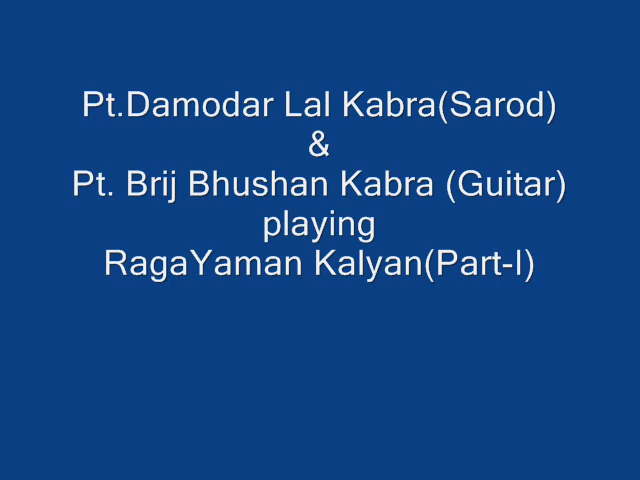 Pt.Damodar Lal Kabra(Sarod)
&
Pt. Brij Bhushan Kabra (Guitar)
playing
RagaYaman Kalyan(Part-I)